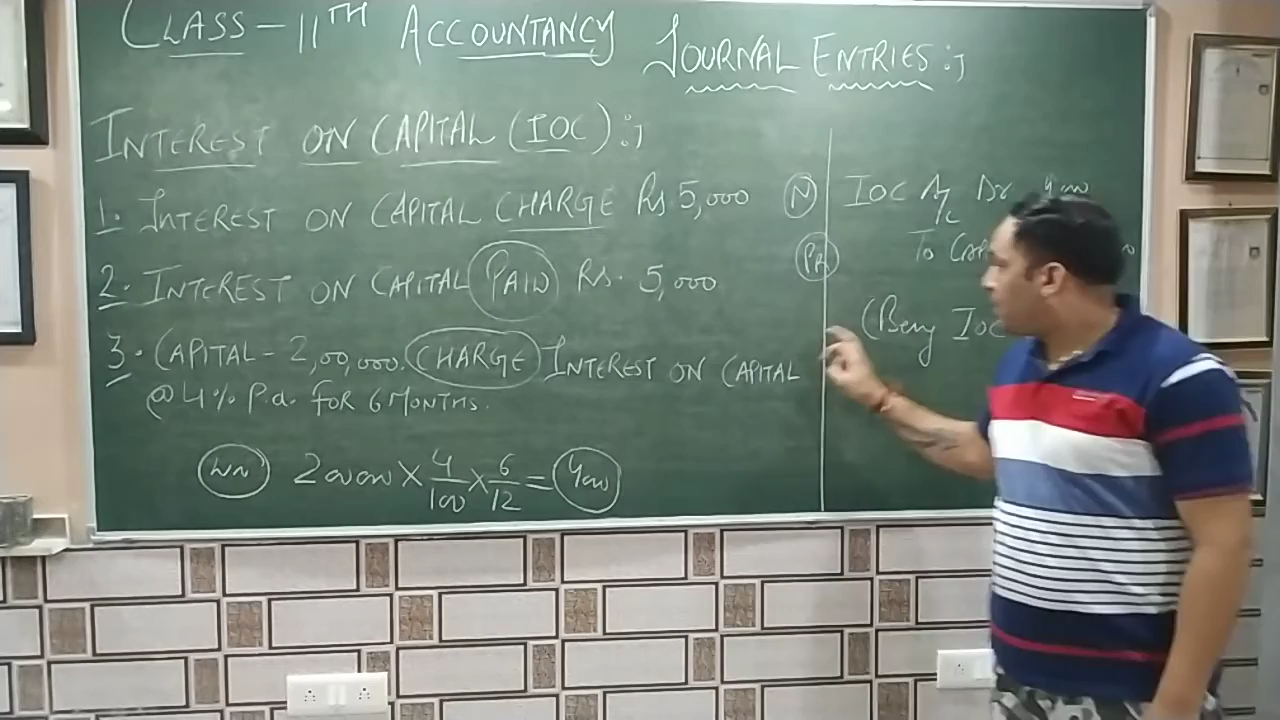 CLASS - 11TH ACCOUNTANCY JOURNAL ENTRIES :-
INTEREST ON CAPITAL (IOC) :-
1. INTEREST ON CAPITAL CHARGE Rs 5,000
2. INTEREST ON CAPITAL PAID Rs. 5,000
3. CAPITAL - 2,00,000. CHARGE INTEREST ON CAPITAL
@ 4% P.a. FOR 6 MONTHS.
WN 200000 × 4/100 × 6/12 = 4000
N IOC A/c Dr 4000
PR To CAP
(Being IOC